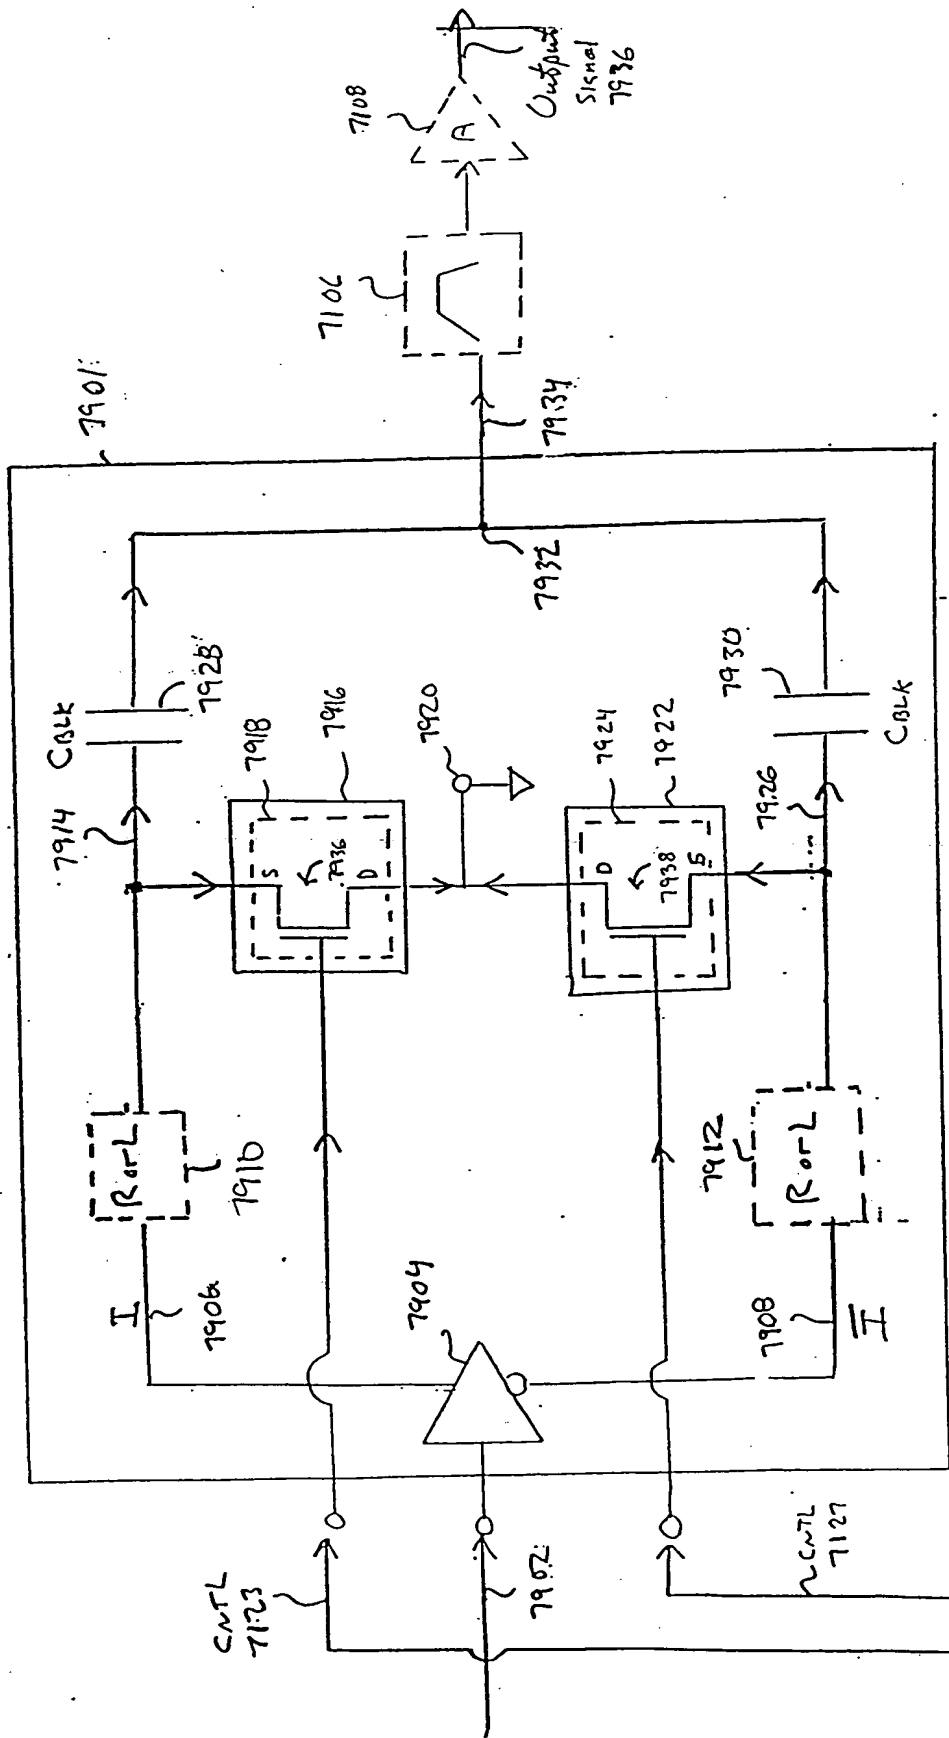 7108
A
Output
Signal
7936
7106
7901
7934
7932
CBLK
7928
7914
7918
7916
S
7936
D
7920
7924
7922
D
7938
S
7930
7926
CBLK
R or L
7910
R or L
7912
I
7906
7904
7908
I
CNTL
7123
7902
CNTL
7127